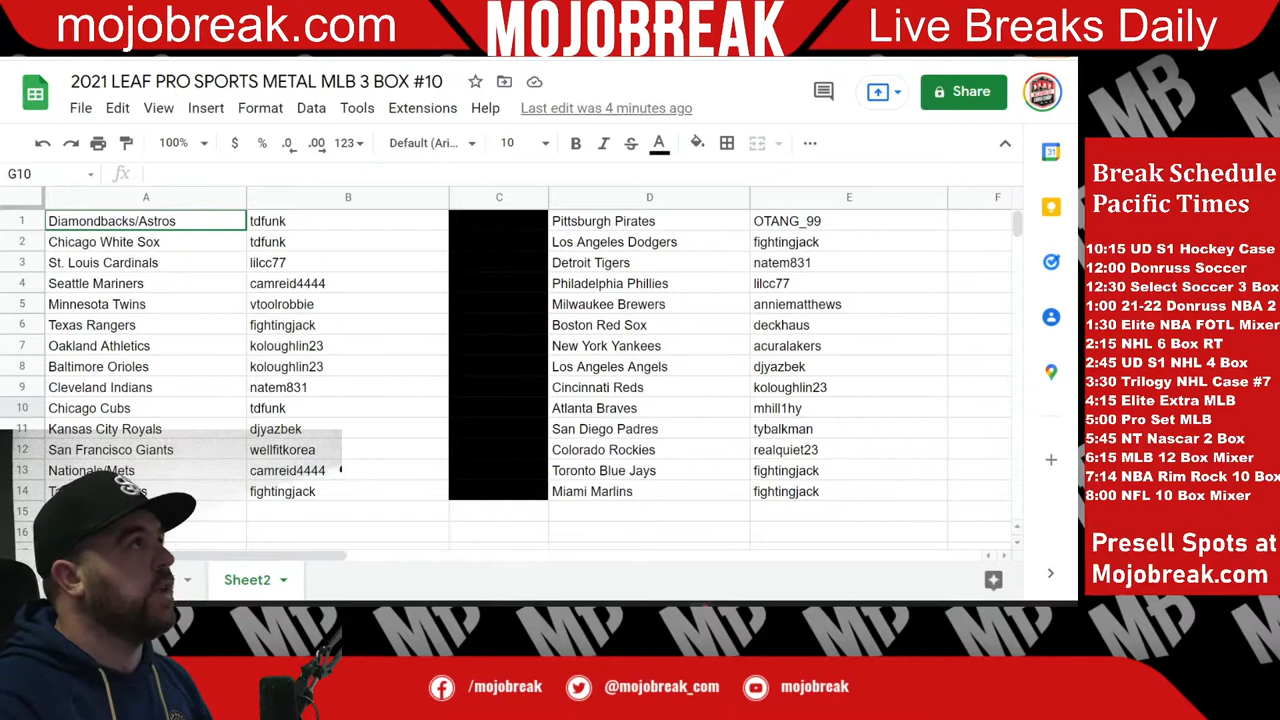 mojobreak.com
MOJOBREAK
Live Breaks Daily
2021 LEAF PRO SPORTS METAL MLB 3 BOX #10
File Edit View Insert Format Data Tools Extensions Help Last edit was 4 minutes ago
Share
100% $ % .0 .00 123 Default (Ari... 10 B I S A
G10 fx
A B C D E F
1 Diamondbacks/Astros tdfunk Pittsburgh Pirates OTANG_99
2 Chicago White Sox tdfunk Los Angeles Dodgers fightingjack
3 St. Louis Cardinals lilcc77 Detroit Tigers natem831
4 Seattle Mariners camreid4444 Philadelphia Phillies lilcc77
5 Minnesota Twins vtoolrobbie Milwaukee Brewers anniematthews
6 Texas Rangers fightingjack Boston Red Sox deckhaus
7 Oakland Athletics koloughlin23 New York Yankees acuralakers
8 Baltimore Orioles koloughlin23 Los Angeles Angels djyazbek
9 Cleveland Indians natem831 Cincinnati Reds koloughlin23
10 Chicago Cubs tdfunk Atlanta Braves mhill1hy
11 Kansas City Royals djyazbek San Diego Padres tybalkman
12 San Francisco Giants wellfitkorea Colorado Rockies realquiet23
13 Nationals/Mets camreid4444 Toronto Blue Jays fightingjack
14 fightingjack Miami Marlins fightingjack
15
16
Sheet2
31
Break Schedule
Pacific Times
10:15 UD S1 Hockey Case
12:00 Donruss Soccer
12:30 Select Soccer 3 Box
1:00 21-22 Donruss NBA 2
1:30 Elite NBA FOTL Mixer
2:15 NHL 6 Box RT
2:45 UD S1 NHL 4 Box
3:30 Trilogy NHL Case #7
4:15 Elite Extra MLB
5:00 Pro Set MLB
5:45 NT Nascar 2 Box
6:15 MLB 12 Box Mixer
7:14 NBA Rim Rock 10 Box
8:00 NFL 10 Box Mixer
Presell Spots at
Mojobreak.com
MB MB MB MB MB MB
/mojobreak @mojobreak_com mojobreak